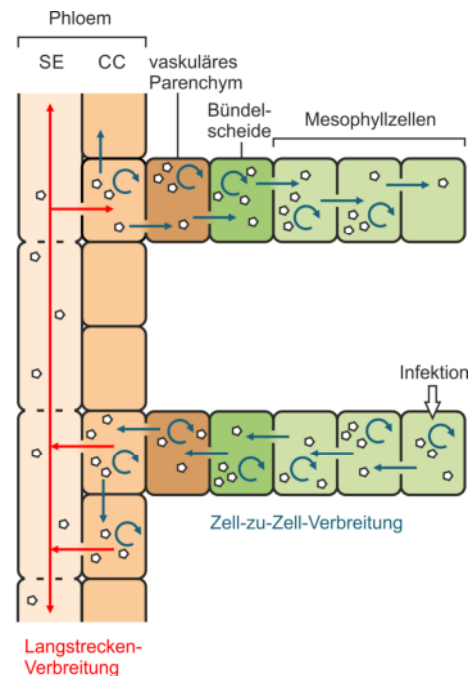 Phloem
SE
CC
vaskuläres
Parenchym
Bündel-
scheide
Mesophyllzellen
Infektion
Zell-zu-Zell-Verbreitung
Langstrecken-
Verbreitung